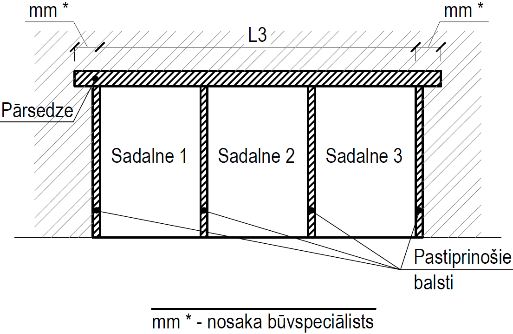 mm * L3 mm *
Pārsedze
Sadalne 1 Sadalne 2 Sadalne 3
Pastiprinošie
balsti
mm * - nosaka būvspeciālists